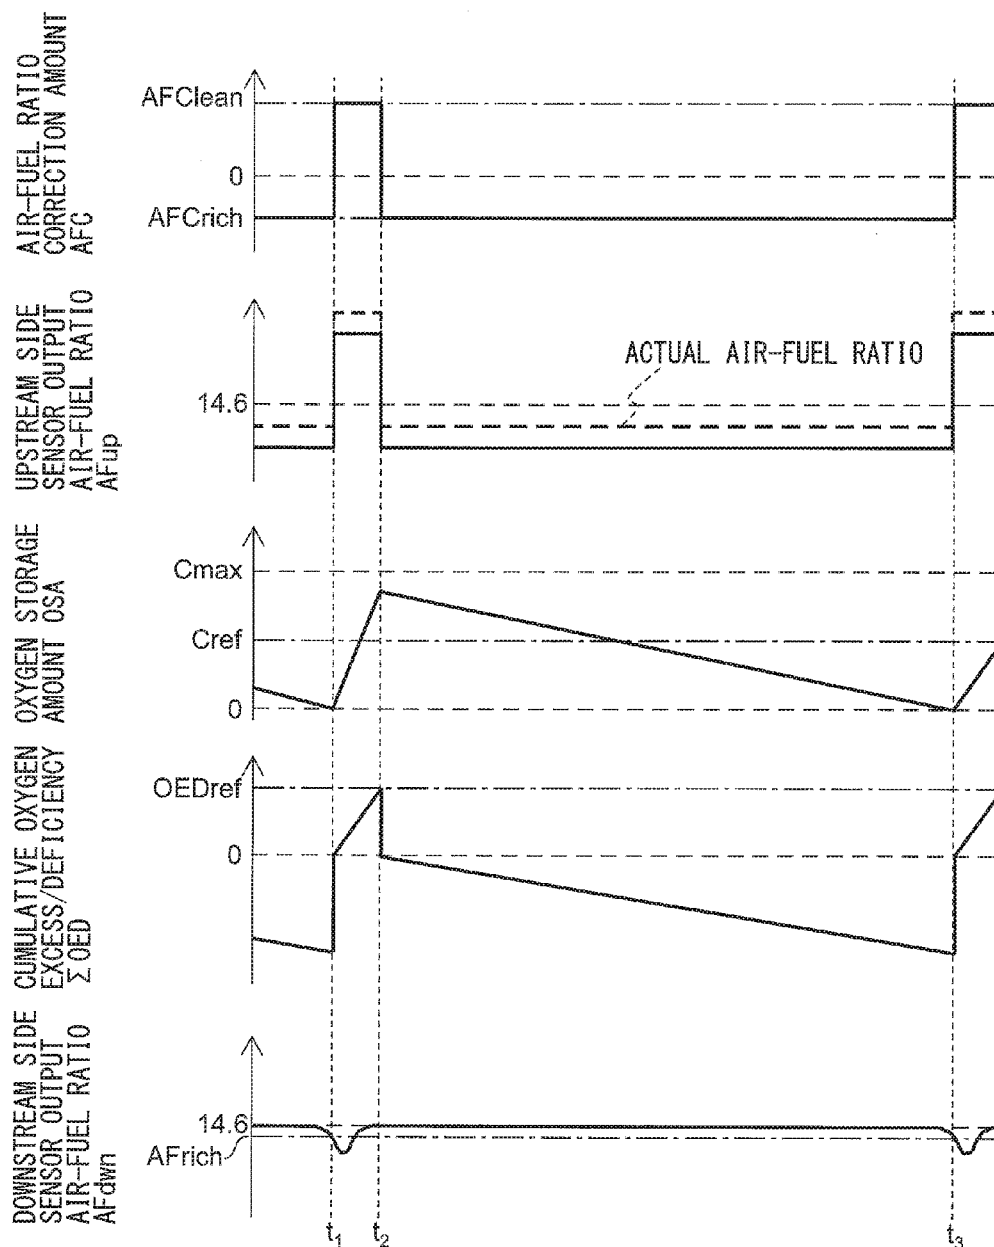 AIR-FUEL RATIO
CORRECTION AMOUNT
AFC
AFClean
0
AFCrich
UPSTREAM SIDE
SENSOR OUTPUT
AIR-FUEL RATIO
AFup
ACTUAL AIR-FUEL RATIO
14.6
OXYGEN STORAGE
AMOUNT OSA
Cmax
Cref
0
CUMULATIVE OXYGEN
EXCESS/DEFICIENCY
ΣOED
OEDref
0
DOWNSTREAM SIDE
SENSOR OUTPUT
AIR-FUEL RATIO
AFdwn
14.6
AFrich
t1 t2 t3